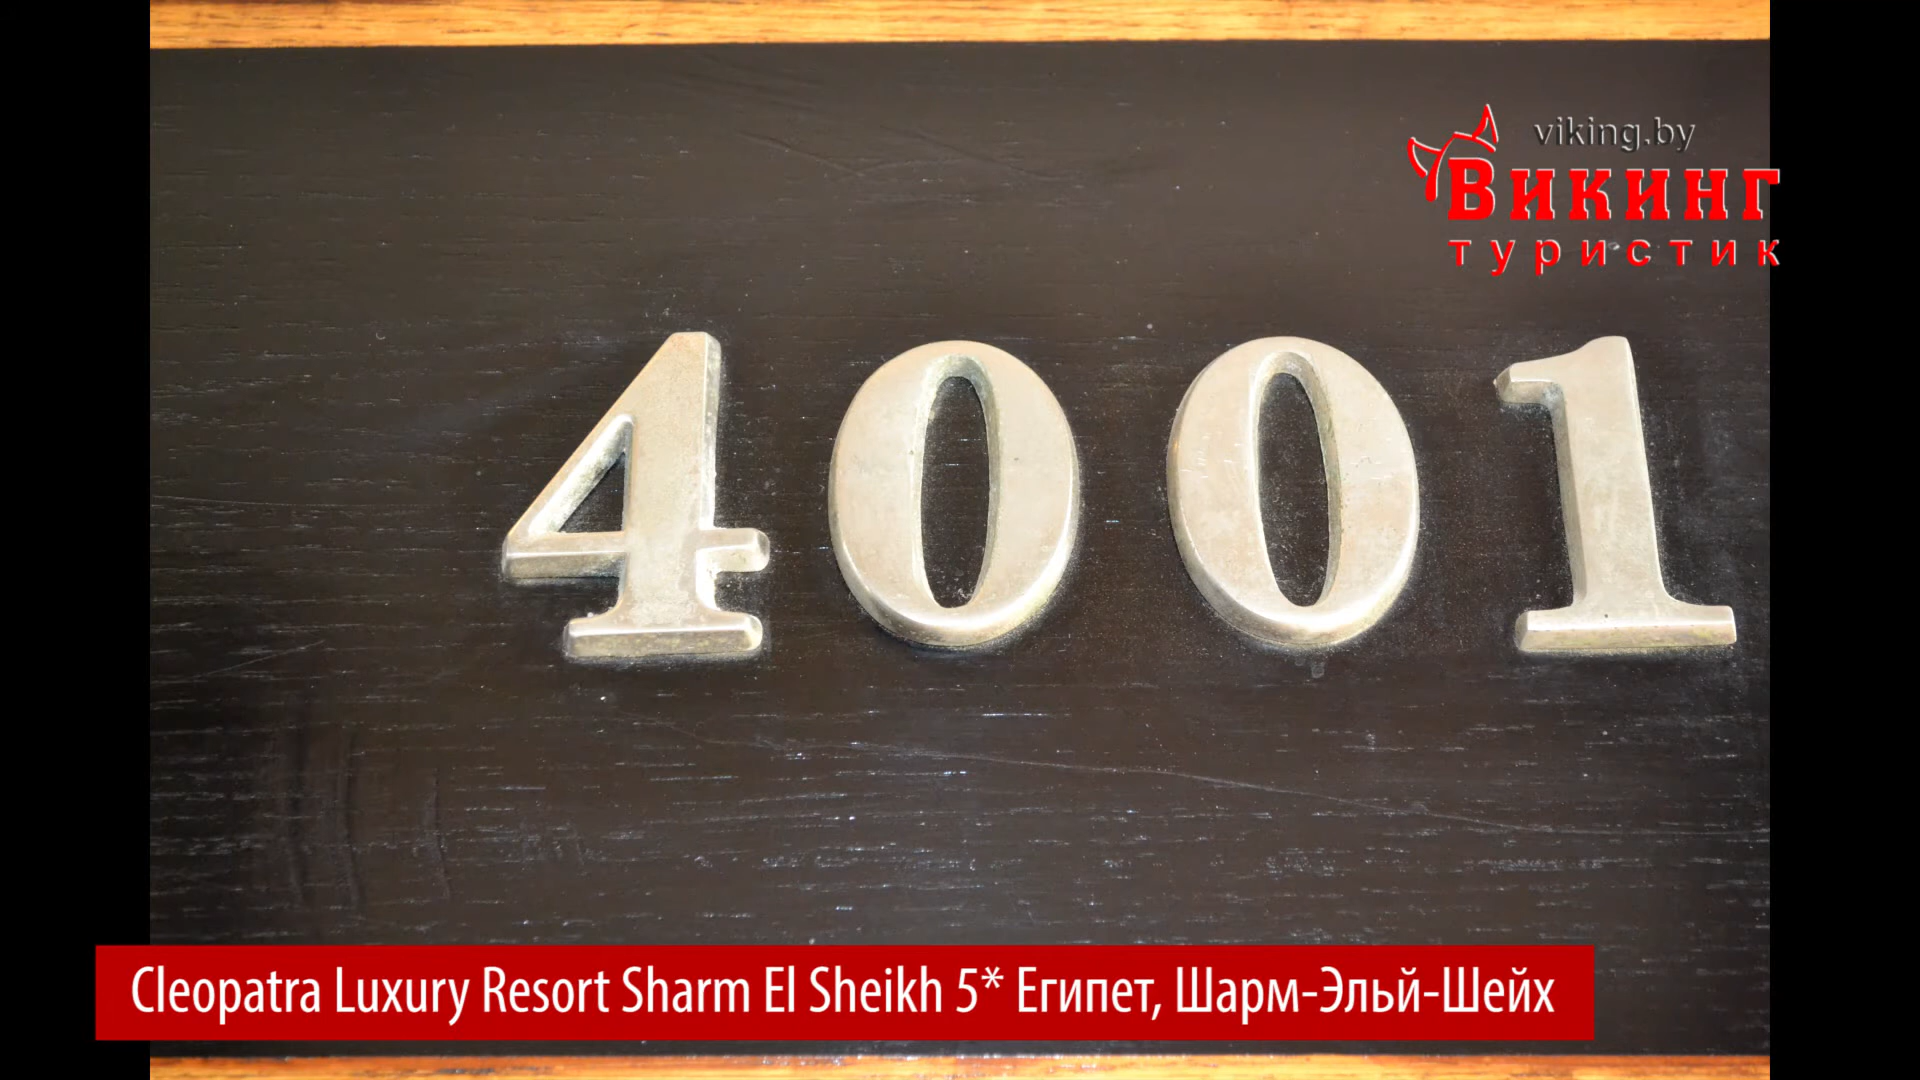 viking.by
Викинг
туристик
4001
Cleopatra Luxury Resort Sharm El Sheikh 5* Египет, Шарм-Эльй-Шейх